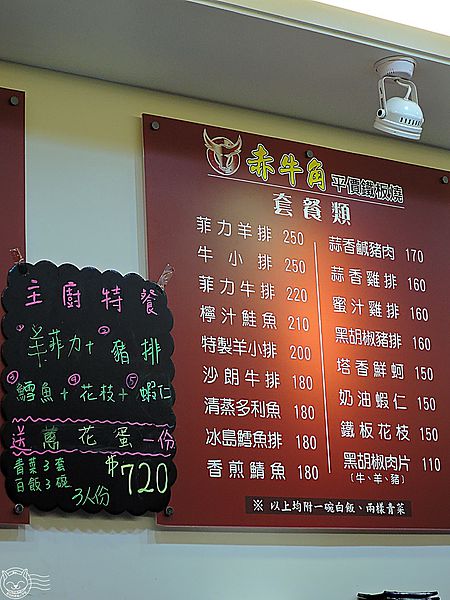 赤牛角 平價鐵板燒
套餐類
菲力羊排 250
牛小排 250
菲力牛排 220
檸汁鮭魚 210
特製羊小排 200
沙朗牛排 180
清蒸多利魚 180
冰島鱈魚排 180
香煎鯖魚 180
蒜香鹹豬肉 170
蒜香雞排 160
蜜汁雞排 160
黑胡椒豬排 160
塔香鮮蚵 150
奶油蝦仁 150
鐵板花枝 150
黑胡椒肉片 110
(牛、羊、豬)
※ 以上均附一碗白飯、兩樣青菜
主廚特餐
①羊菲力+②豬排
③鱈魚+④花枝+⑤蝦仁
送蔥花蛋一份
青菜3套
白飯3碗
3人份
$720